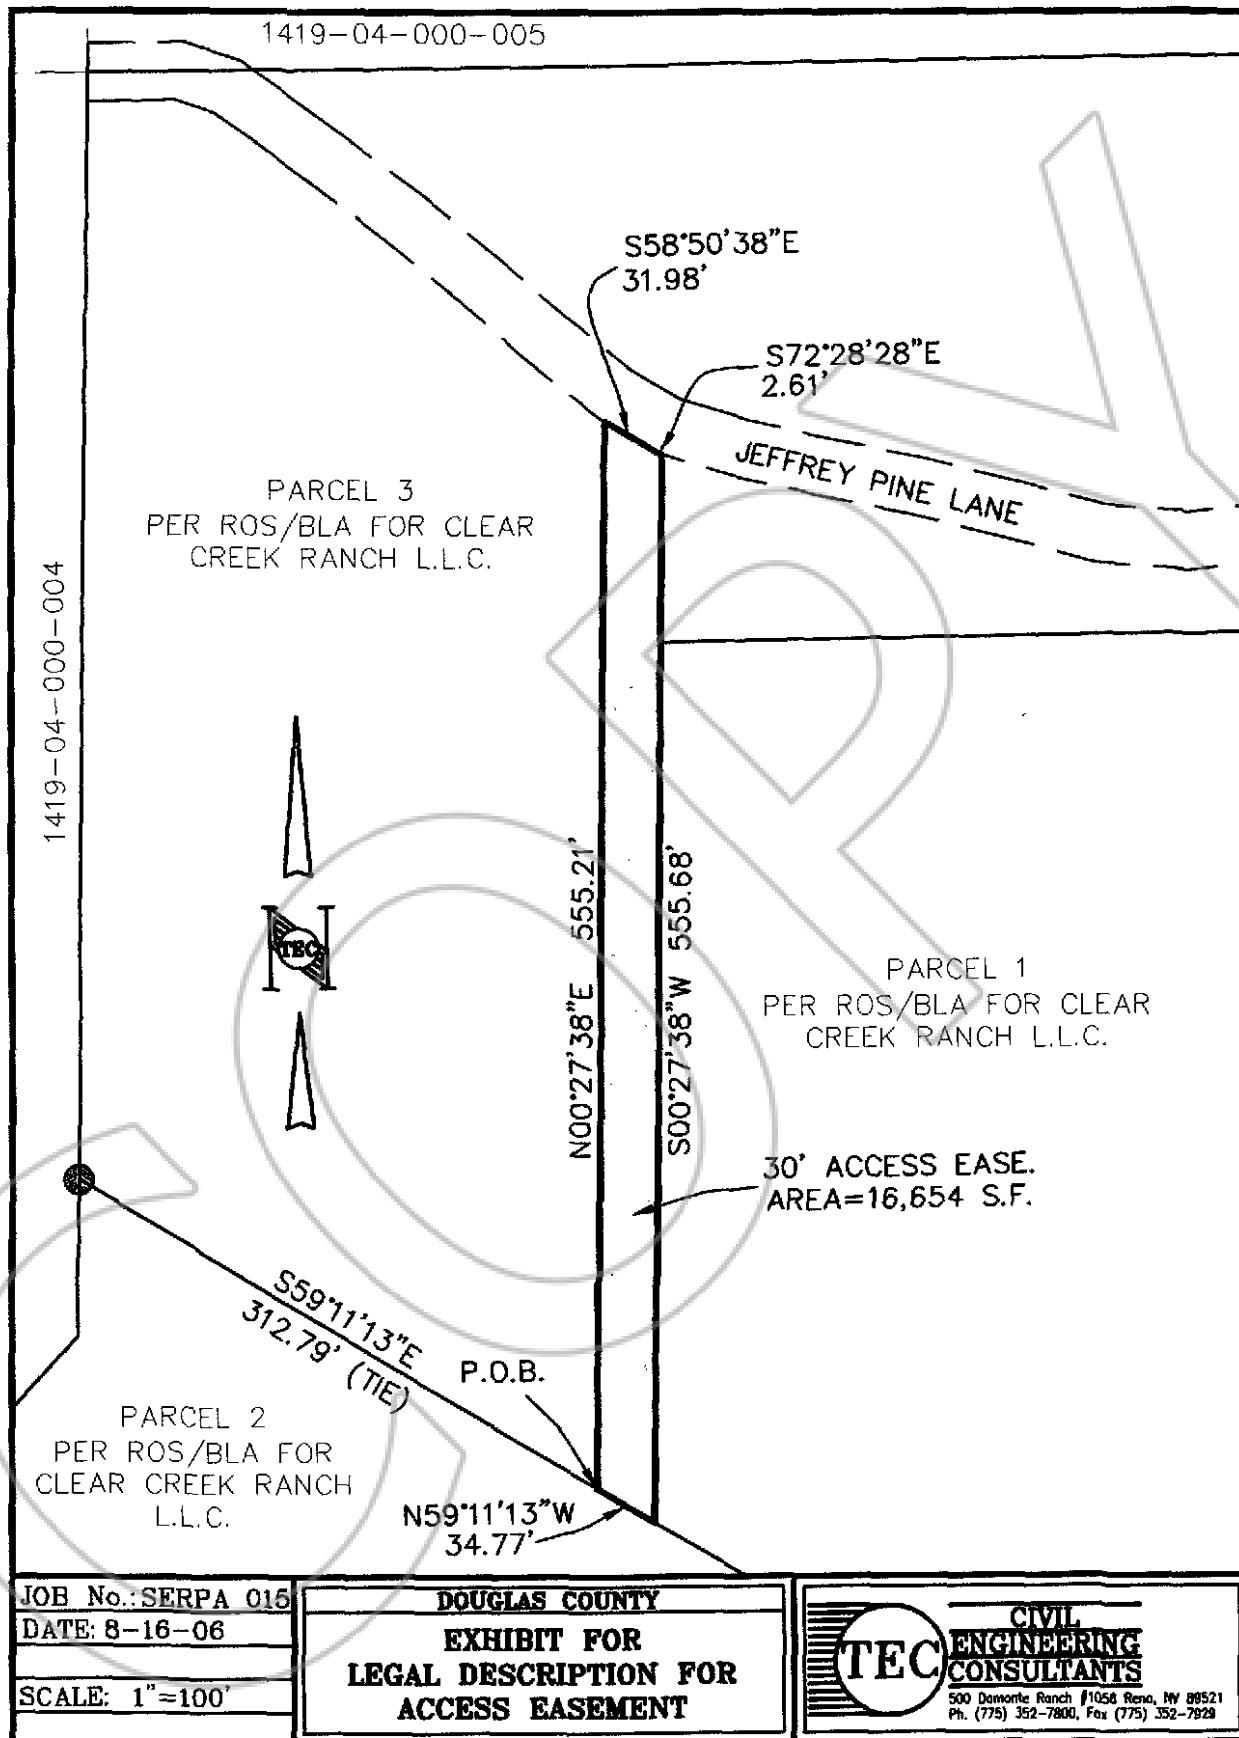 1419-04-000-005
S58°50'38"E
31.98'
S72°28'28"E
2.61'
JEFFREY PINE LANE
PARCEL 3
PER ROS/BLA FOR CLEAR
CREEK RANCH L.L.C.
1419-04-000-004
N00°27'38"E 555.21'
S00°27'38"W 555.68'
TEC
PARCEL 1
PER ROS/BLA FOR CLEAR
CREEK RANCH L.L.C.
30' ACCESS EASE.
AREA=16,654 S.F.
S59°11'13"E
312.79' (TIE)
P.O.B.
PARCEL 2
PER ROS/BLA FOR
CLEAR CREEK RANCH
L.L.C.
N59°11'13"W
34.77'
COPY
JOB No.: SERPA 015
DATE: 8-16-06
SCALE: 1"=100'
DOUGLAS COUNTY
EXHIBIT FOR
LEGAL DESCRIPTION FOR
ACCESS EASEMENT
TEC
CIVIL
ENGINEERING
CONSULTANTS
500 Damonte Ranch #1056 Reno, NV 89521
Ph. (775) 352-7800, Fax (775) 352-7929